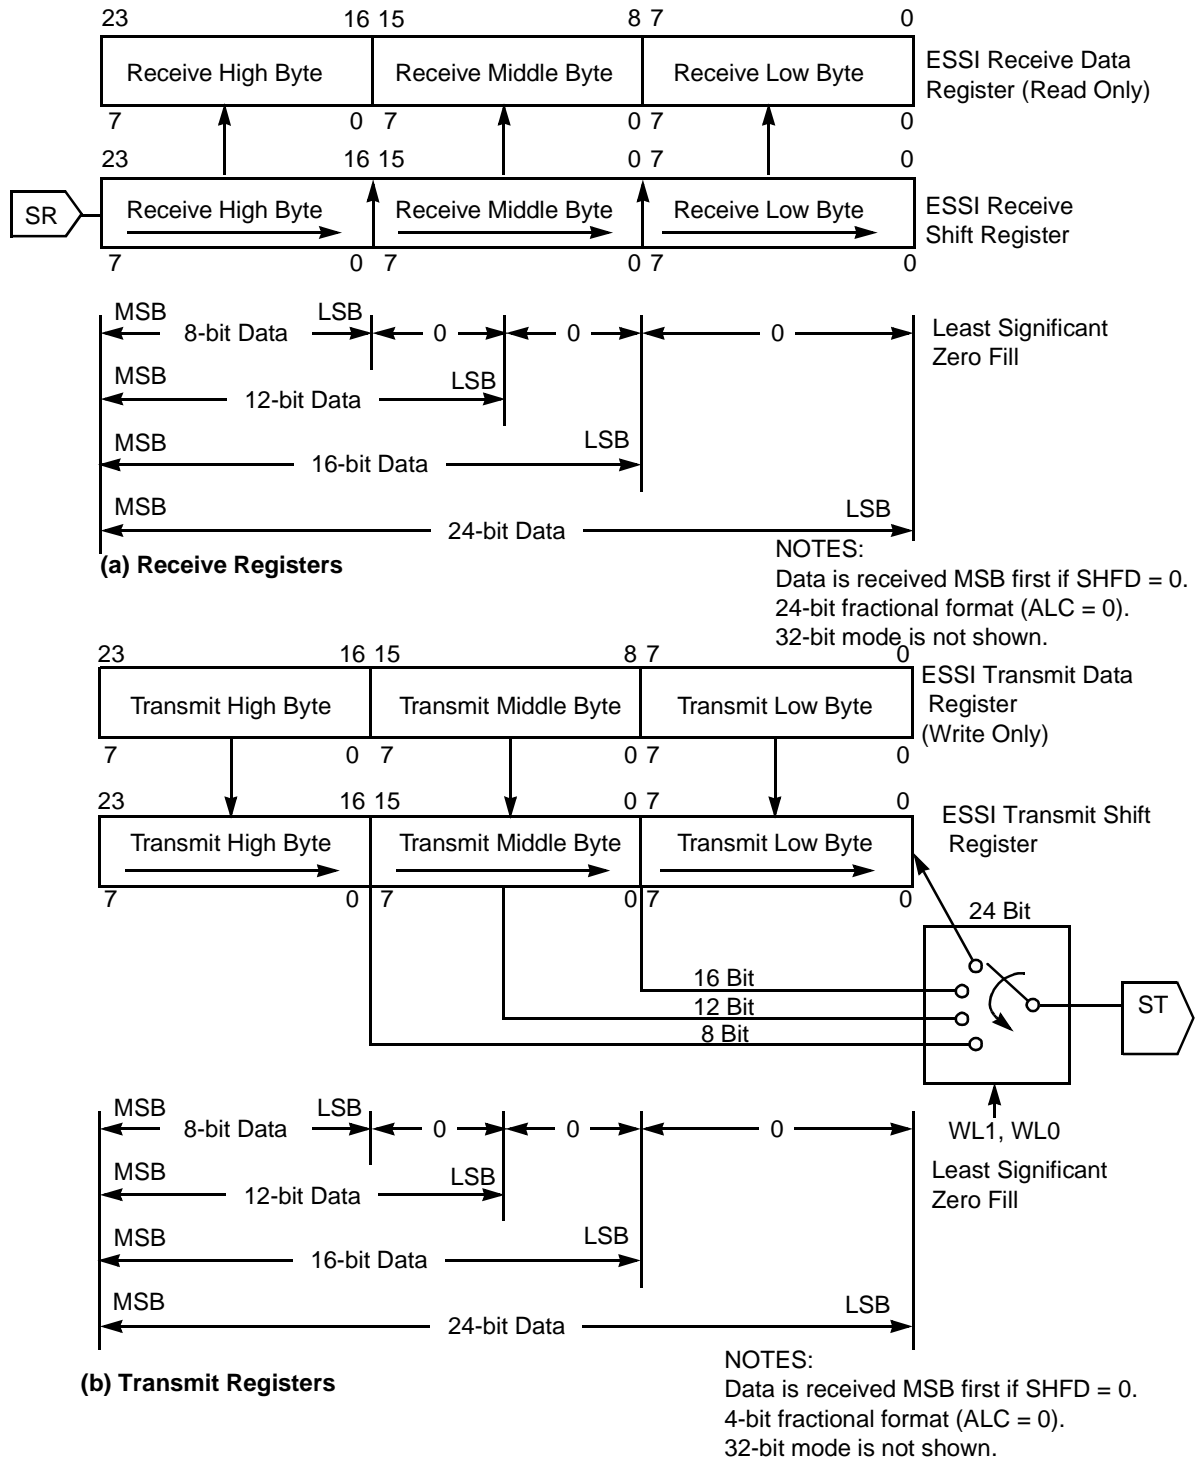 23 16 15 8 7 0
Receive High Byte Receive Middle Byte Receive Low Byte
ESSI Receive Data
Register (Read Only)
7 0 7 0 7 0
23 16 15 0 7 0
SR
Receive High Byte Receive Middle Byte Receive Low Byte
ESSI Receive
Shift Register
7 0 7 0 7 0
MSB LSB
8-bit Data 0 0 0
Least Significant
Zero Fill
MSB LSB
12-bit Data
MSB LSB
16-bit Data
MSB LSB
24-bit Data
(a) Receive Registers
NOTES:
Data is received MSB first if SHFD = 0.
24-bit fractional format (ALC = 0).
32-bit mode is not shown.
23 16 15 8 7 0
Transmit High Byte Transmit Middle Byte Transmit Low Byte
ESSI Transmit Data
Register
(Write Only)
7 0 7 0 7 0
23 16 15 0 7 0
Transmit High Byte Transmit Middle Byte Transmit Low Byte
ESSI Transmit Shift
Register
7 0 7 0 7 0
24 Bit
16 Bit
12 Bit
8 Bit
ST
WL1, WL0
MSB LSB
8-bit Data 0 0 0
Least Significant
Zero Fill
MSB LSB
12-bit Data
MSB LSB
16-bit Data
MSB LSB
24-bit Data
(b) Transmit Registers
NOTES:
Data is received MSB first if SHFD = 0.
4-bit fractional format (ALC = 0).
32-bit mode is not shown.